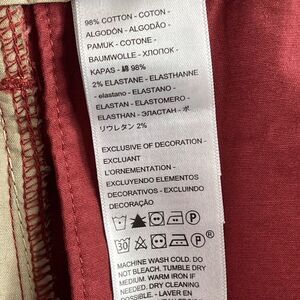 98% COTTON - COTON -
ALGODÓN - ALGODÃO -
PAMUK - COTONE -
BAUMWOLLE - ХЛОПОК -
KAPAS - 綿 98%
2% ELASTANE - ELASTHANNE
- elastano - ELASTANO -
ELASTAN - ELASTOMERO -
ELASTHAN - ЭЛАСТАН - ポ
リウレタン 2%
EXCLUSIVE OF DECORATION -
EXCLUANT
L'ORNEMENTATION -
EXCLUYENDO ELEMENTOS
DECORATIVOS - EXCLUINDO
DECORAÇÃO
30 P P ®
MACHINE WASH COLD. DO
NOT BLEACH. TUMBLE DRY
MEDIUM. WARM IRON IF
NEEDED. DRY CLEANING
POSSIBLE. - LAVER EN